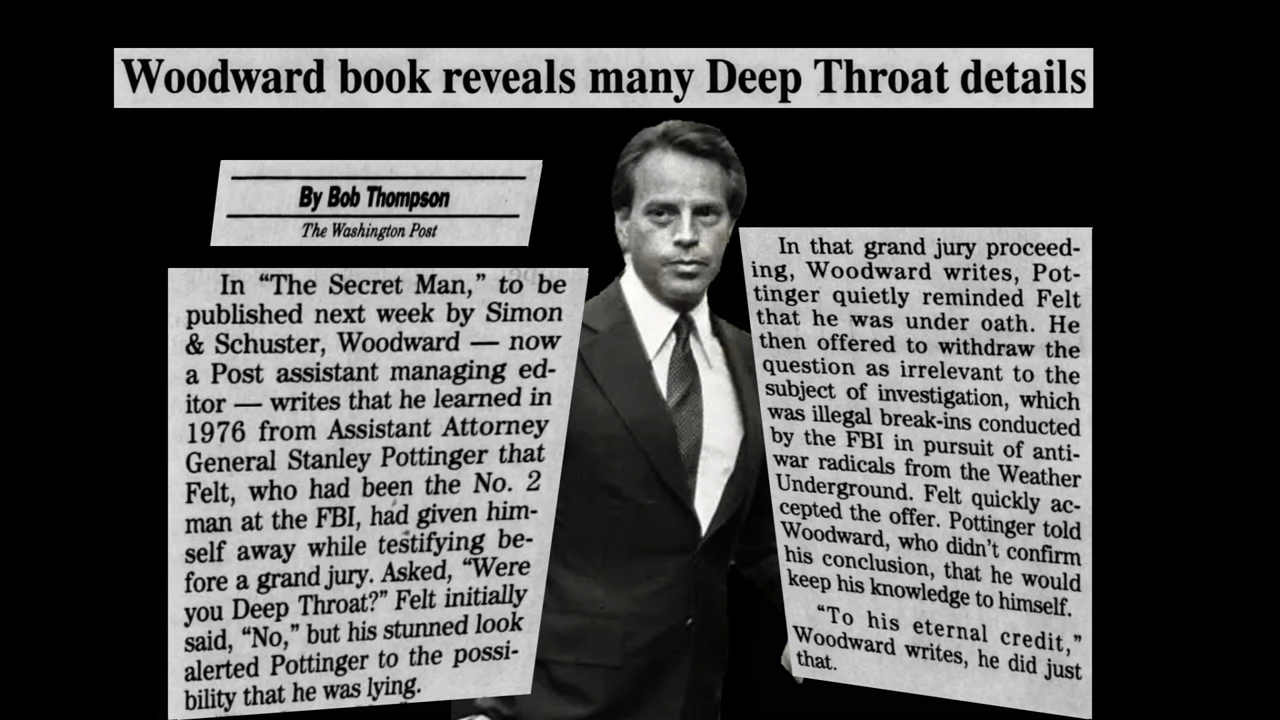 Woodward book reveals many Deep Throat details
By Bob Thompson
The Washington Post
In “The Secret Man,” to be
published next week by Simon
& Schuster, Woodward — now
a Post assistant managing ed-
itor — writes that he learned in
1976 from Assistant Attorney
General Stanley Pottinger that
Felt, who had been the No. 2
man at the FBI, had given him-
self away while testifying be-
fore a grand jury. Asked, “Were
you Deep Throat?” Felt initially
said, “No,” but his stunned look
alerted Pottinger to the possi-
bility that he was lying.
In that grand jury proceed-
ing, Woodward writes, Pot-
tinger quietly reminded Felt
that he was under oath. He
then offered to withdraw the
question as irrelevant to the
subject of investigation, which
was illegal break-ins conducted
by the FBI in pursuit of anti-
war radicals from the Weather
Underground. Felt quickly ac-
cepted the offer. Pottinger told
Woodward, who didn’t confirm
his conclusion, that he would
keep his knowledge to himself.
“To his eternal credit,”
Woodward writes, he did just
that.